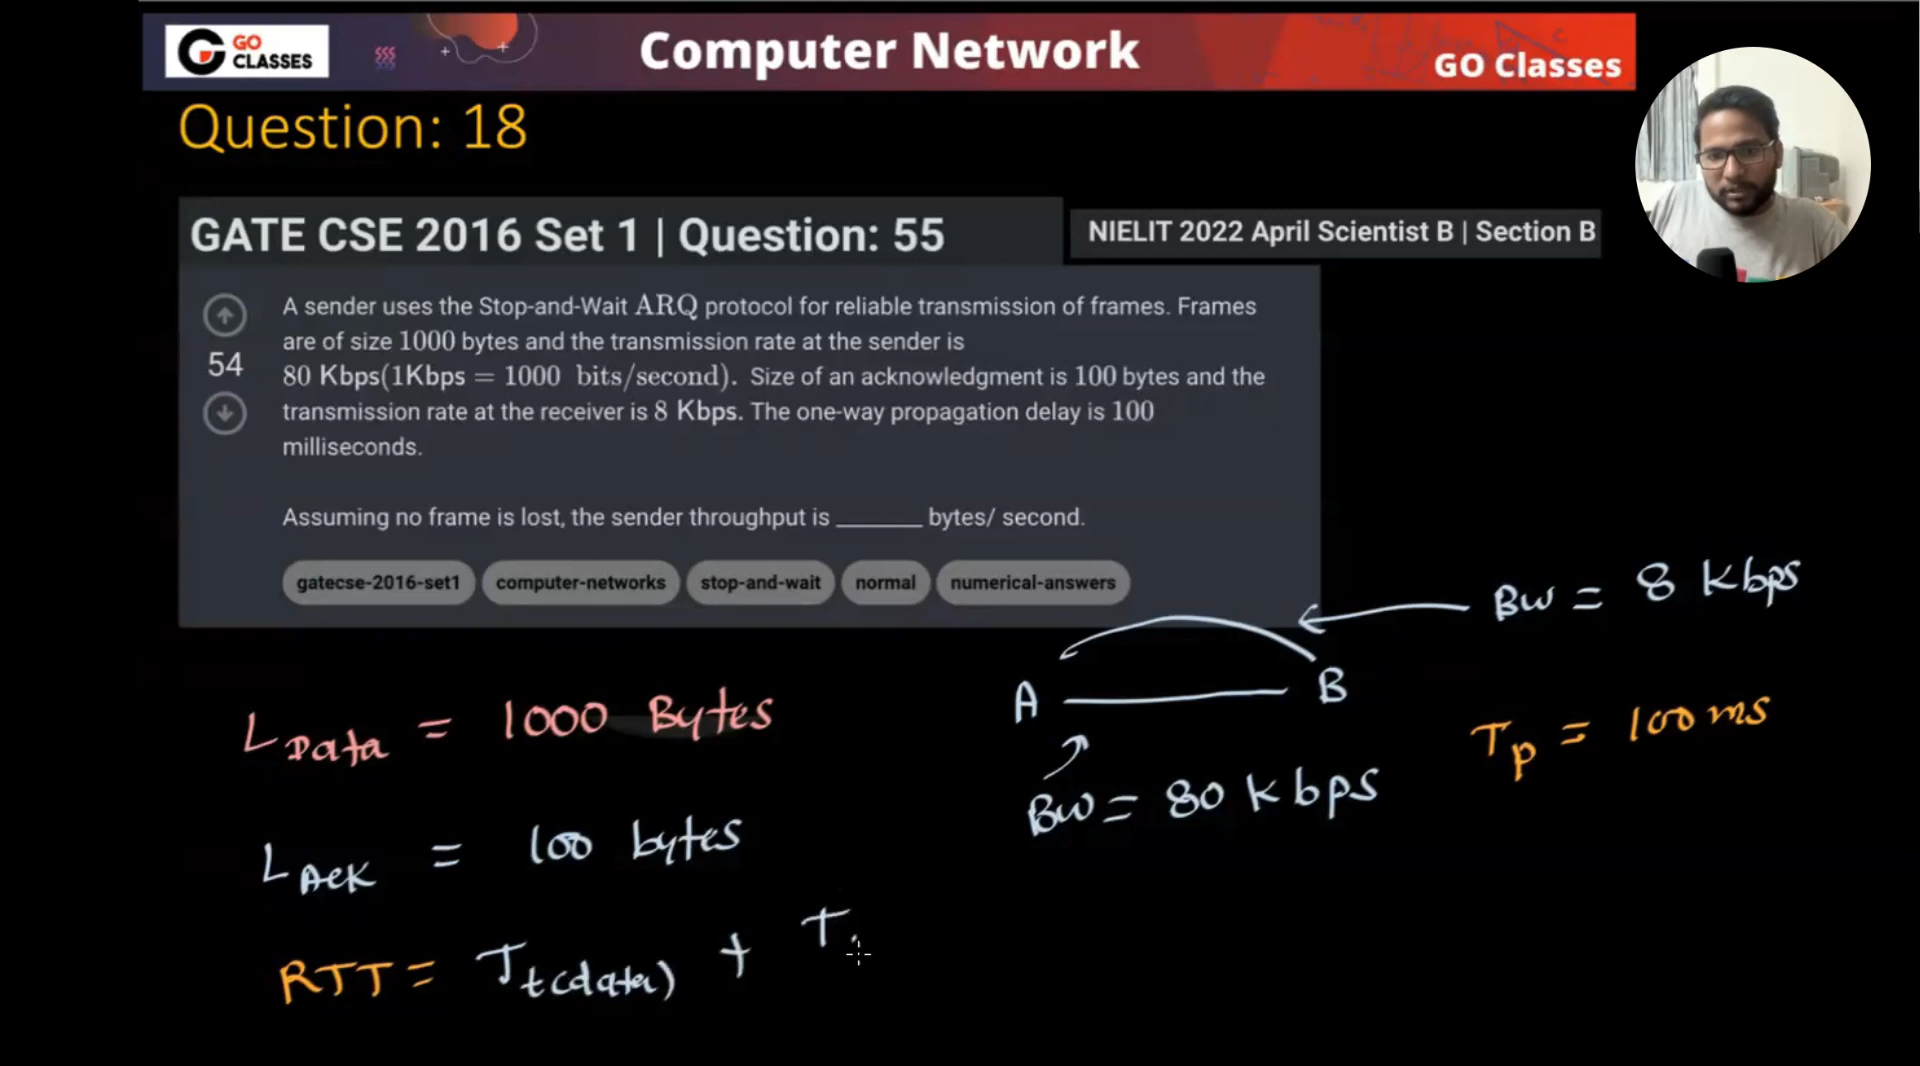 GO
CLASSES
Computer Network
GO Classes
Question: 18
GATE CSE 2016 Set 1 | Question: 55
NIELIT 2022 April Scientist B | Section B
54
A sender uses the Stop-and-Wait ARQ protocol for reliable transmission of frames. Frames
are of size 1000 bytes and the transmission rate at the sender is
80 Kbps(1Kbps = 1000 bits/second). Size of an acknowledgment is 100 bytes and the
transmission rate at the receiver is 8 Kbps. The one-way propagation delay is 100
milliseconds.
Assuming no frame is lost, the sender throughput is ______ bytes/ second.
gatecse-2016-set1 computer-networks stop-and-wait normal numerical-answers
BW = 8 Kbps
A B
L Data = 1000 Bytes
Tp = 100ms
BW = 80 Kbps
L Ack = 100 bytes
RTT = Tt(data) + T